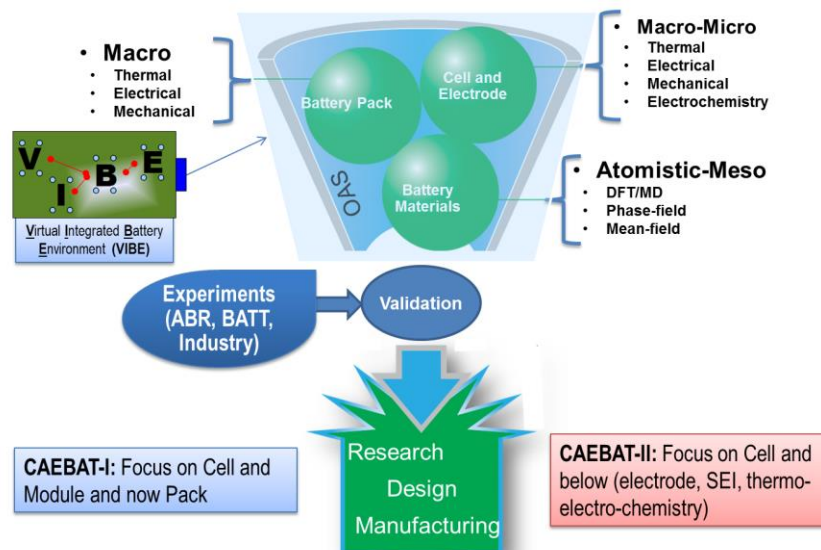 • Macro
• Thermal
• Electrical
• Mechanical
Battery Pack
Cell and
Electrode
Battery
Materials
OAS
• Macro-Micro
• Thermal
• Electrical
• Mechanical
• Electrochemistry
• Atomistic-Meso
• DFT/MD
• Phase-field
• Mean-field
V I B E
Virtual Integrated Battery
Environment (VIBE)
Experiments
(ABR, BATT,
Industry)
Validation
CAEBAT-I: Focus on Cell and
Module and now Pack
Research
Design
Manufacturing
CAEBAT-II: Focus on Cell and
below (electrode, SEI, thermo-
electro-chemistry)